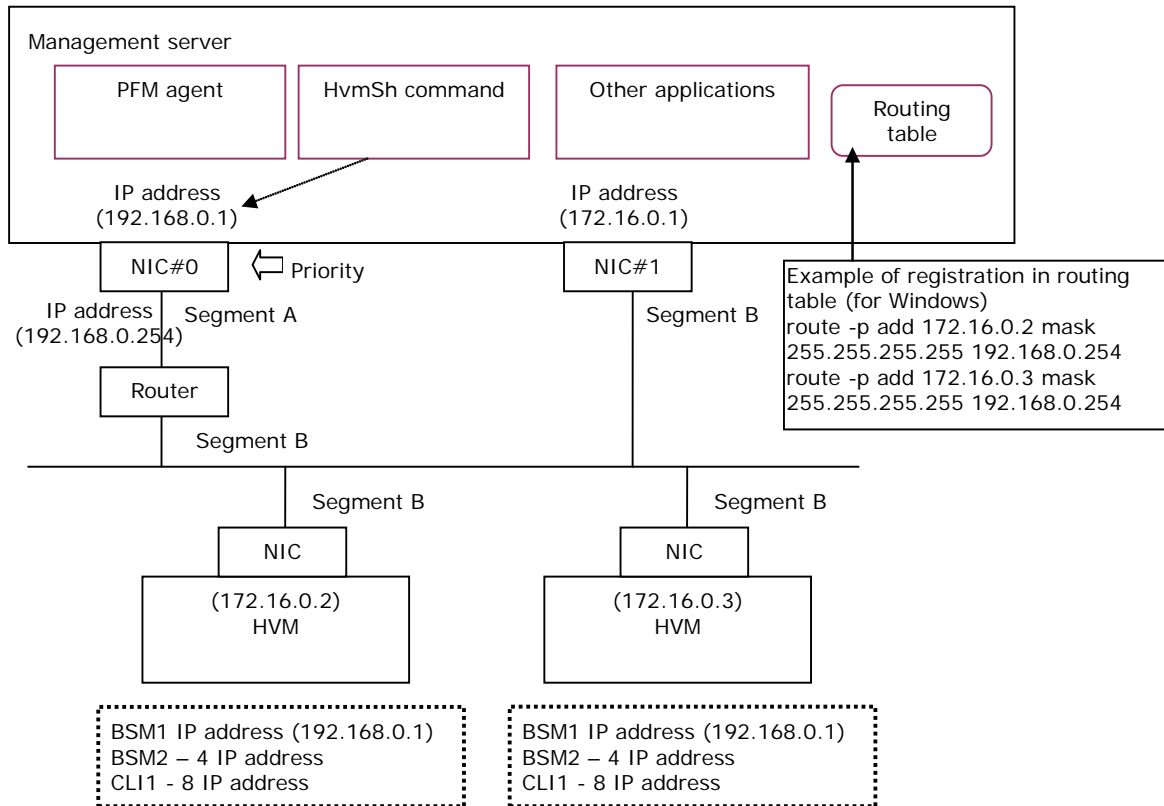 Management server
PFM agent
HvmSh command
Other applications
Routing
table
IP address
(192.168.0.1)
IP address
(172.16.0.1)
NIC#0
Priority
NIC#1
IP address
(192.168.0.254)
Segment A
Segment B
Example of registration in routing
table (for Windows)
route -p add 172.16.0.2 mask
255.255.255.255 192.168.0.254
route -p add 172.16.0.3 mask
255.255.255.255 192.168.0.254
Router
Segment B
Segment B
Segment B
NIC
NIC
(172.16.0.2)
HVM
(172.16.0.3)
HVM
BSM1 IP address (192.168.0.1)
BSM2 – 4 IP address
CLI1 - 8 IP address
BSM1 IP address (192.168.0.1)
BSM2 – 4 IP address
CLI1 - 8 IP address